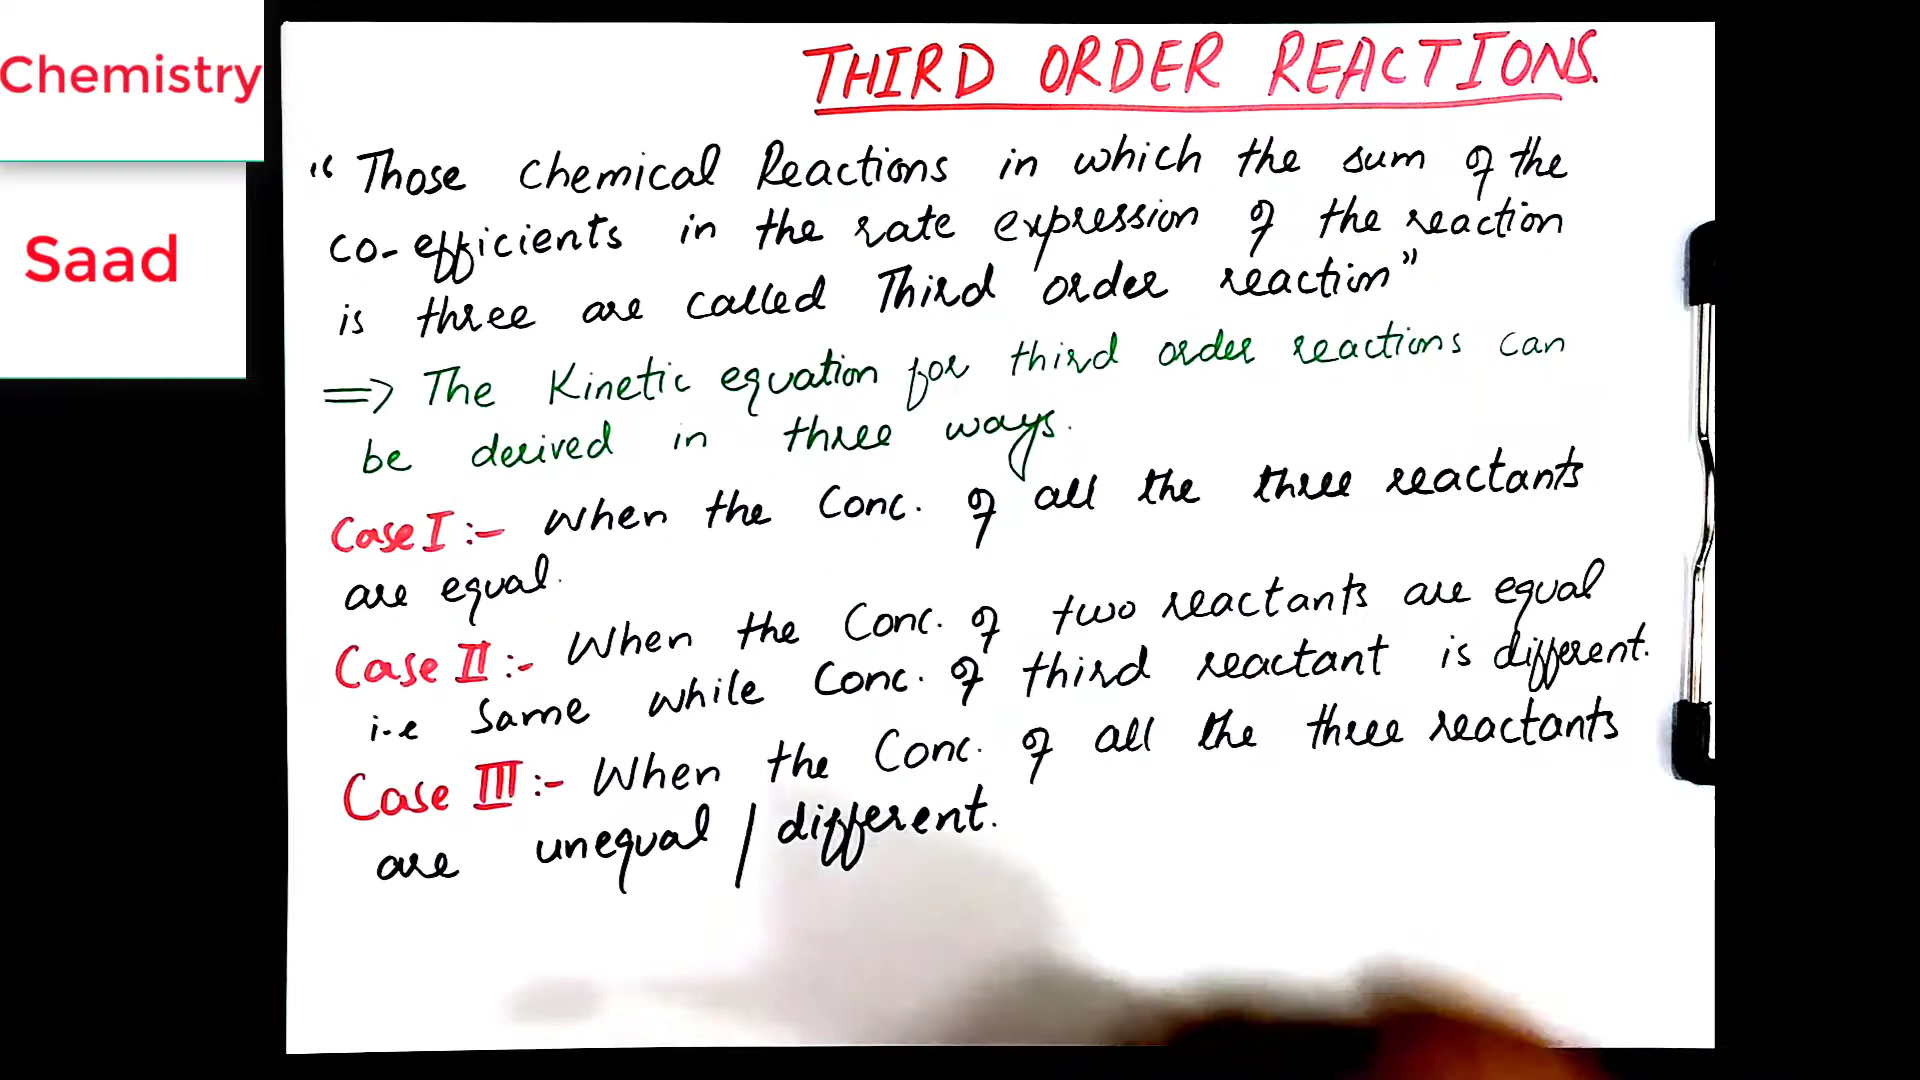 Chemistry
Saad
THIRD ORDER REACTIONS.
"Those Chemical Reactions in which the sum of the
co-efficients in the rate expression of the reaction
is three are called Third order reaction"
=> The Kinetic equation for third order reactions can
be derived in three ways.
Case I :- When the Conc. of all the three reactants
are equal.
Case II :- When the Conc. of two reactants are equal
i.e Same while Conc. of third reactant is different.
Case III :- When the Conc. of all the three reactants
are unequal / different.